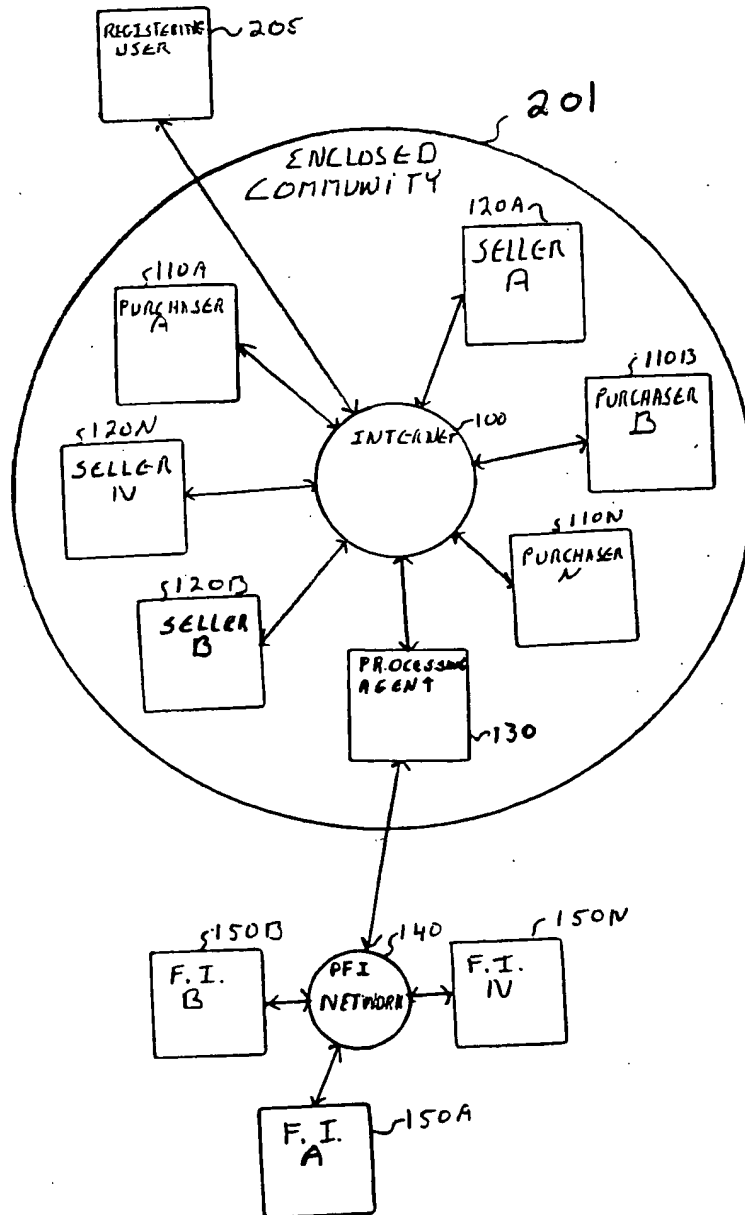 REGISTERING
USER
205
201
ENCLOSED
COMMUNITY
120A
SELLER
A
110A
PURCHASER
A
110B
PURCHASER
B
INTERNET
100
120N
SELLER
N
110N
PURCHASER
N
120B
SELLER
B
PROCESSING
AGENT
130
150B
F. I.
B
140
PFI
NETWORK
150N
F. I.
N
150A
F. I.
A